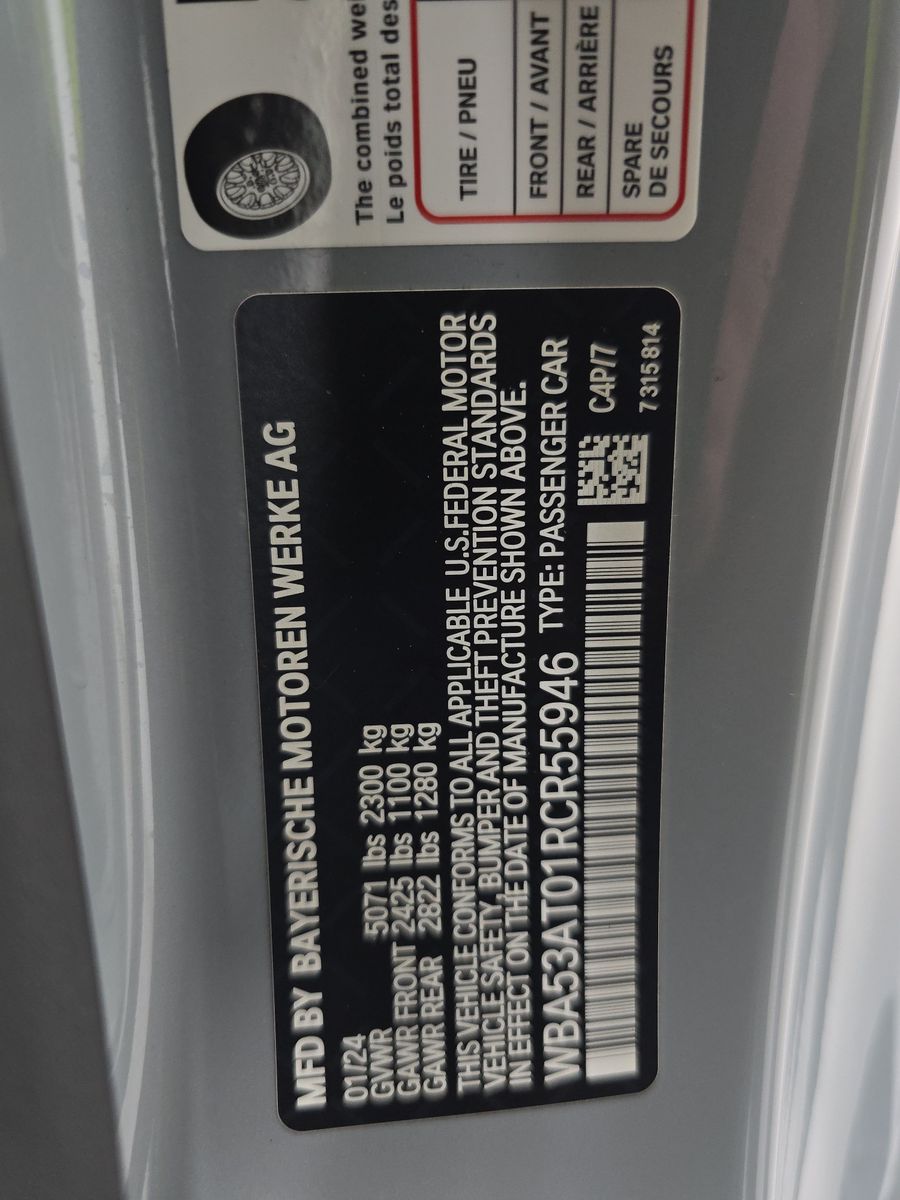 MFD BY BAYERISCHE MOTOREN WERKE AG
01/24
GVWR 5071 lbs 2300 kg
GAWR FRONT 2425 lbs 1100 kg
GAWR REAR 2822 lbs 1280 kg
THIS VEHICLE CONFORMS TO ALL APPLICABLE U.S.FEDERAL MOTOR
VEHICLE SAFETY, BUMPER AND THEFT PREVENTION STANDARDS
IN EFFECT ON THE DATE OF MANUFACTURE SHOWN ABOVE.
WBA53AT01RCR55946 TYPE: PASSENGER CAR
C4P/7
7315814
The combined we
Le poids total des
TIRE / PNEU
FRONT / AVANT
REAR / ARRIÈRE
SPARE
DE SECOURS